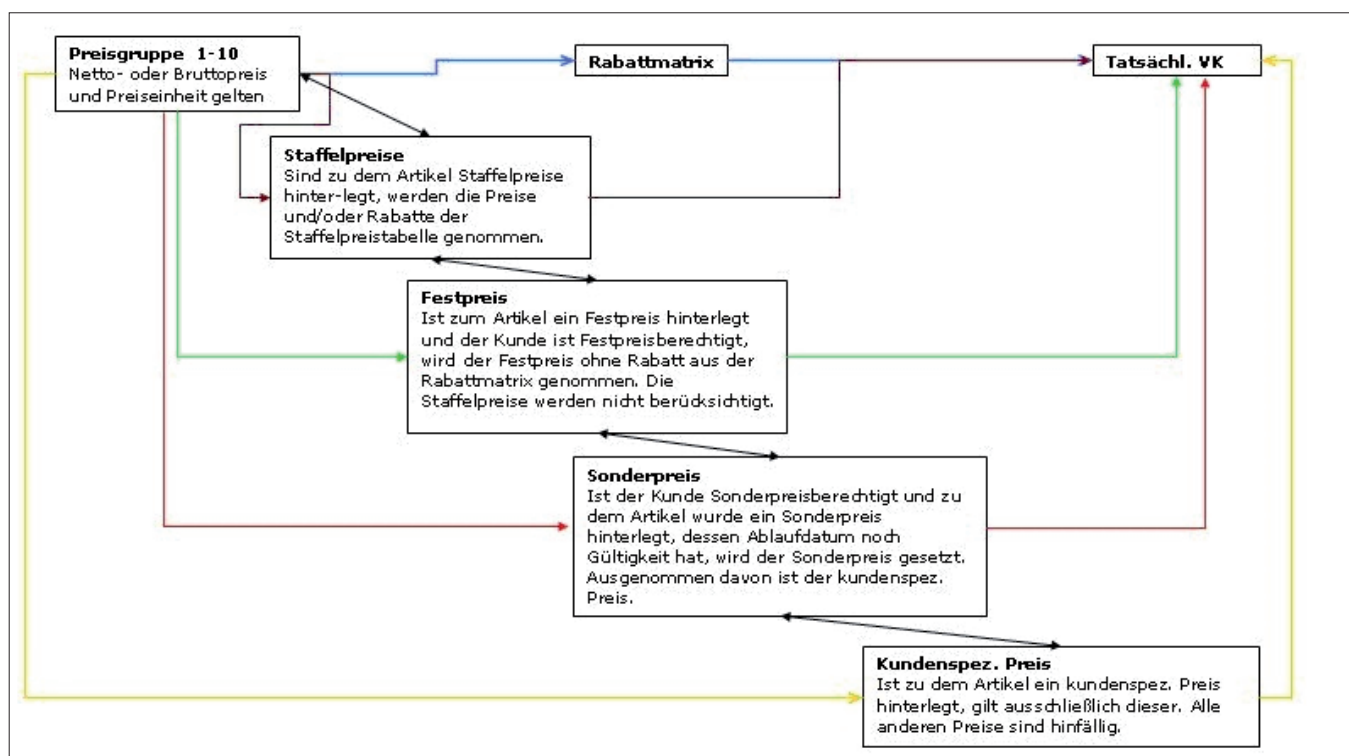 Preisgruppe 1-10
Netto- oder Bruttopreis
und Preiseinheit gelten
Rabattmatrix
Tatsächl. VK
Staffelpreise
Sind zu dem Artikel Staffelpreise
hinter-legt, werden die Preise
und/oder Rabatte der
Staffelpreistabelle genommen.
Festpreis
Ist zum Artikel ein Festpreis hinterlegt
und der Kunde ist Festpreisberechtigt,
wird der Festpreis ohne Rabatt aus der
Rabattmatrix genommen. Die
Staffelpreise werden nicht berücksichtigt.
Sonderpreis
Ist der Kunde Sonderpreisberechtigt und zu
dem Artikel wurde ein Sonderpreis
hinterlegt, dessen Ablaufdatum noch
Gültigkeit hat, wird der Sonderpreis gesetzt.
Ausgenommen davon ist der kundenspez.
Preis.
Kundenspez. Preis
Ist zu dem Artikel ein kundenspez. Preis
hinterlegt, gilt ausschließlich dieser. Alle
anderen Preise sind hinfällig.